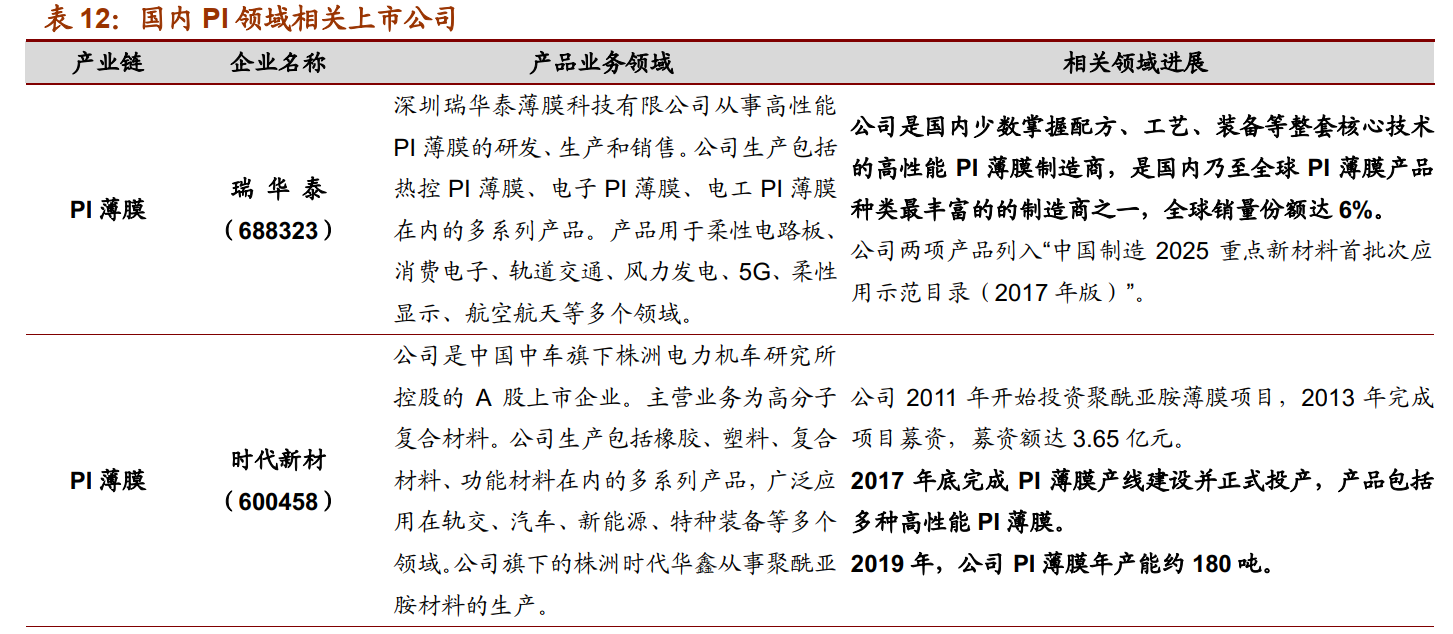 表 12：国内 PI 领域相关上市公司
产业链 企业名称 产品业务领域 相关领域进展
PI 薄膜
瑞 华 泰
（688323）
深圳瑞华泰薄膜科技有限公司从事高性能
PI 薄膜的研发、生产和销售。公司生产包括
热控 PI 薄膜、电子 PI 薄膜、电工 PI 薄膜
在内的多系列产品。产品用于柔性电路板、
消费电子、轨道交通、风力发电、5G、柔性
显示、航空航天等多个领域。
公司是国内少数掌握配方、工艺、装备等整套核心技术
的高性能 PI 薄膜制造商，是国内乃至全球 PI 薄膜产品
种类最丰富的的制造商之一，全球销量份额达 6%。
公司两项产品列入“中国制造 2025 重点新材料首批次应
用示范目录（2017 年版）”。
PI 薄膜
时代新材
（600458）
公司是中国中车旗下株洲电力机车研究所
控股的 A 股上市企业。主营业务为高分子
复合材料。公司生产包括橡胶、塑料、复合
材料、功能材料在内的多系列产品，广泛应
用在轨交、汽车、新能源、特种装备等多个
领域。公司旗下的株洲时代华鑫从事聚酰亚
胺材料的生产。
公司 2011 年开始投资聚酰亚胺薄膜项目，2013 年完成
项目募资，募资额达 3.65 亿元。
2017 年底完成 PI 薄膜产线建设并正式投产，产品包括
多种高性能 PI 薄膜。
2019 年，公司 PI 薄膜年产能约 180 吨。